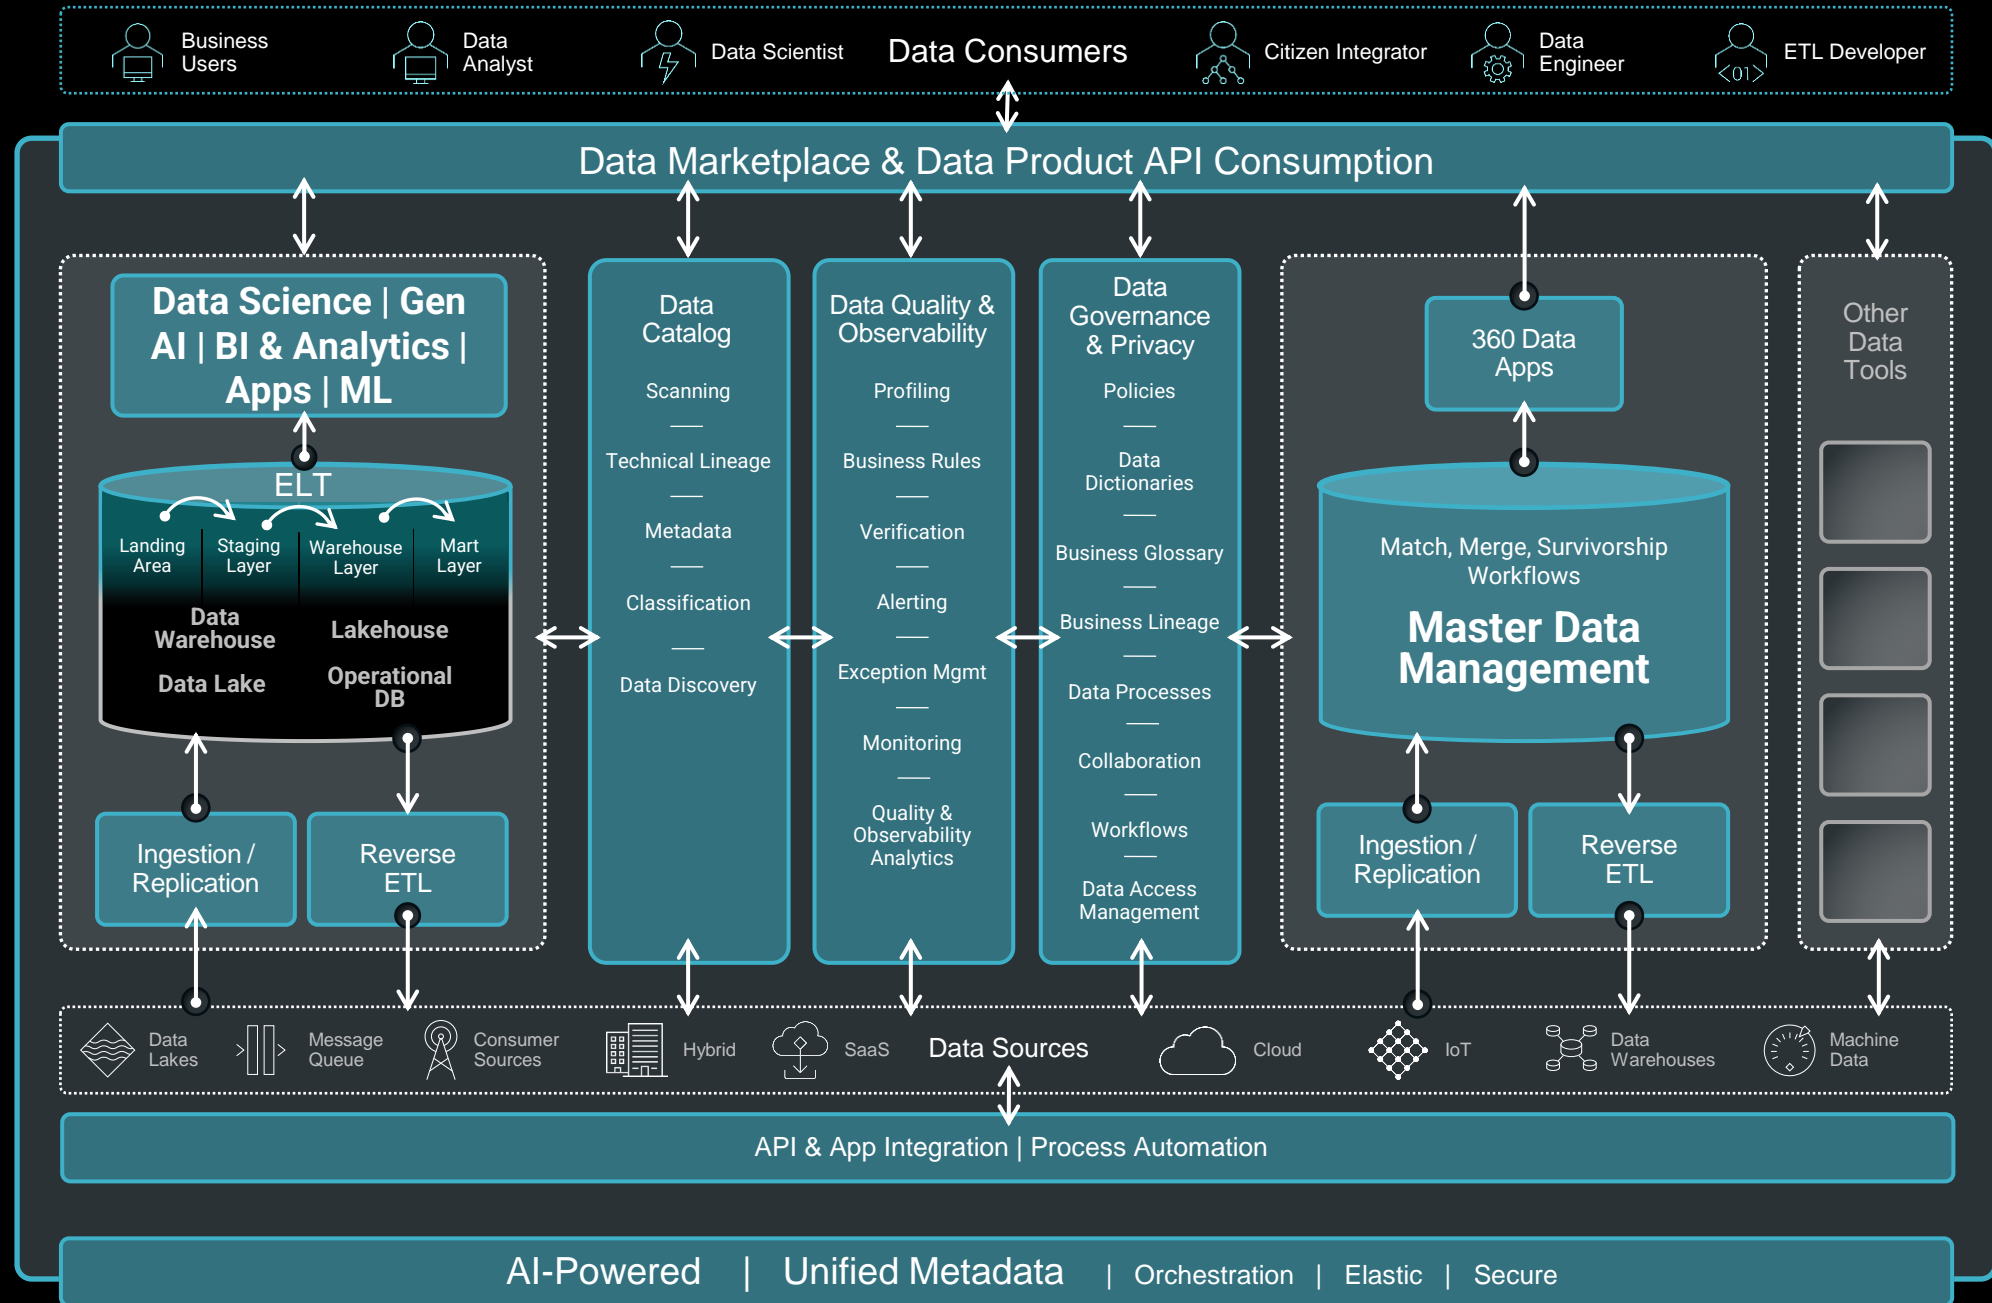 Business
Users
Data
Analyst
Data Scientist
Data Consumers
Citizen Integrator
Data
Engineer
<01>
ETL Developer
Data Marketplace & Data Product API Consumption
Data Science | Gen
AI | BI & Analytics |
Apps | ML
ELT
Landing
Area
Staging
Layer
Warehouse
Layer
Mart
Layer
Data
Warehouse
Lakehouse
Data Lake
Operational
DB
Ingestion /
Replication
Reverse
ETL
Data
Catalog
Scanning
Technical Lineage
Metadata
Classification
Data Discovery
Data Quality &
Observability
Profiling
Business Rules
Verification
Alerting
Exception Mgmt
Monitoring
Quality &
Observability
Analytics
Data
Governance
& Privacy
Policies
Data
Dictionaries
Business Glossary
Business Lineage
Data Processes
Collaboration
Workflows
Data Access
Management
360 Data
Apps
Match, Merge, Survivorship
Workflows
Master Data
Management
Ingestion /
Replication
Reverse
ETL
Other
Data
Tools
Data
Lakes
Message
Queue
Consumer
Sources
Hybrid
SaaS
Data Sources
Cloud
IoT
Data
Warehouses
Machine
Data
API & App Integration | Process Automation
AI-Powered | Unified Metadata | Orchestration | Elastic | Secure